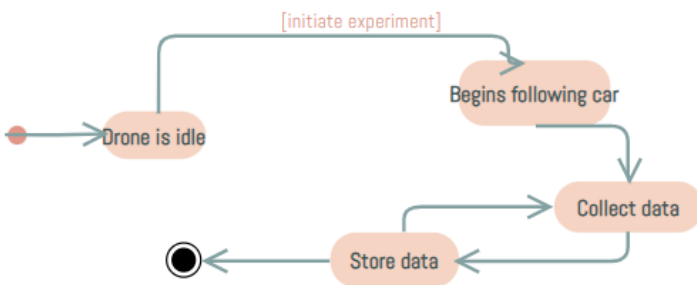 [initiate experiment]
Begins following car
Drone is idle
Collect data
Store data